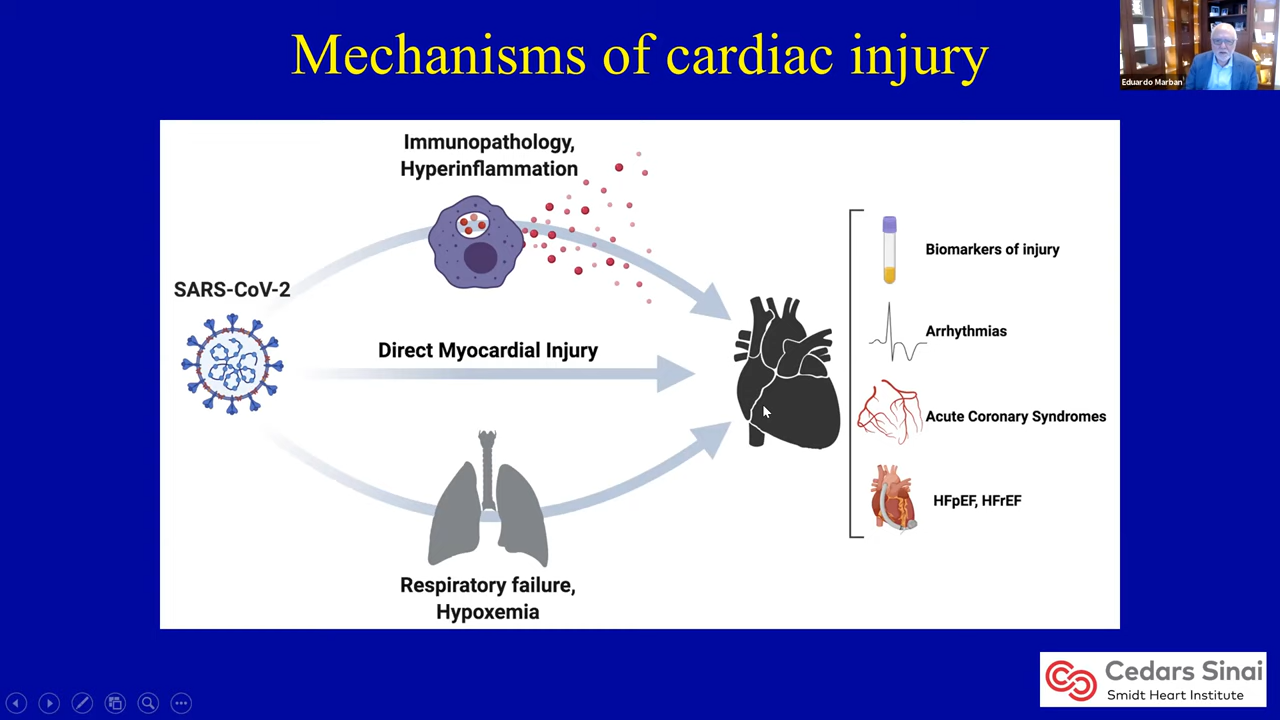 Mechanisms of cardiac injury
Eduardo Marban
Immunopathology,
Hyperinflammation
SARS-CoV-2
Direct Myocardial Injury
Respiratory failure,
Hypoxemia
Biomarkers of injury
Arrhythmias
Acute Coronary Syndromes
HFpEF, HFrEF
Cedars Sinai
Smidt Heart Institute